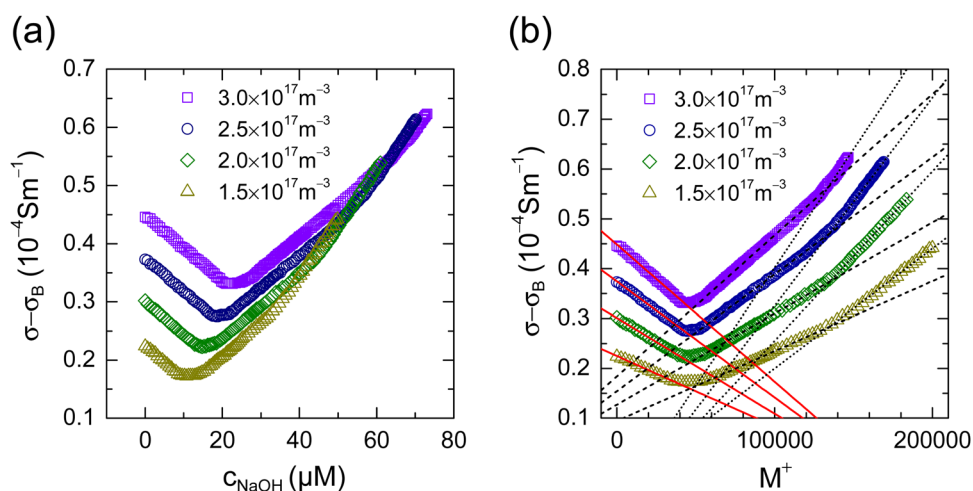 (a)
0.7
0.6
0.5
0.4
0.3
0.2
0.1
σ−σ_B (10⁻⁴Sm⁻¹)
3.0×10¹⁷m⁻³
2.5×10¹⁷m⁻³
2.0×10¹⁷m⁻³
1.5×10¹⁷m⁻³
0 20 40 60 80
c_NaOH (µM)
(b)
0.8
0.7
0.6
0.5
0.4
0.3
0.2
0.1
σ−σ_B (10⁻⁴Sm⁻¹)
3.0×10¹⁷m⁻³
2.5×10¹⁷m⁻³
2.0×10¹⁷m⁻³
1.5×10¹⁷m⁻³
0 100000 200000
M⁺